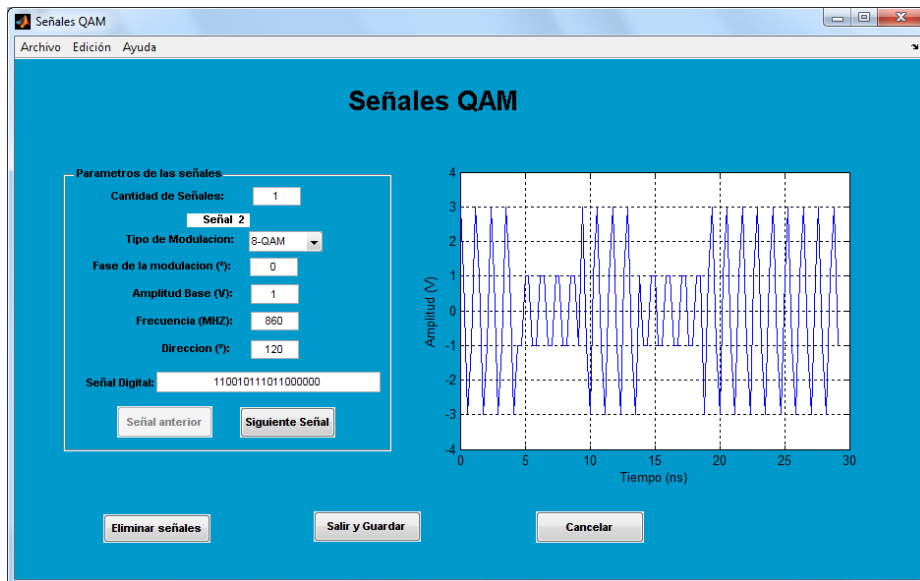 Señales QAM
Archivo Edición Ayuda
Señales QAM
Parametros de las señales
Cantidad de Señales: 1
Señal 2
Tipo de Modulacion: 8-QAM
Fase de la modulacion (º): 0
Amplitud Base (V): 1
Frecuencia (MHZ): 860
Direccion (º): 120
Señal Digital: 110010111011000000
Señal anterior Siguiente Señal
4
3
2
1
0
-1
-2
-3
-4
Amplitud (V)
0 5 10 15 20 25 30
Tiempo (ns)
Eliminar señales Salir y Guardar Cancelar